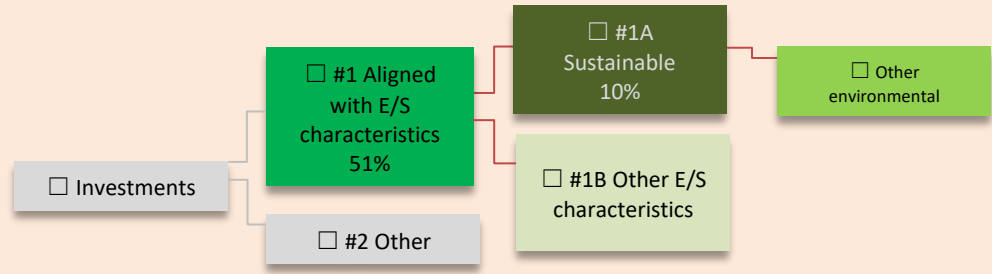 ☐ Investments
☐ #1 Aligned
with E/S
characteristics
51%
☐ #2 Other
☐ #1A
Sustainable
10%
☐ #1B Other E/S
characteristics
☐ Other
environmental